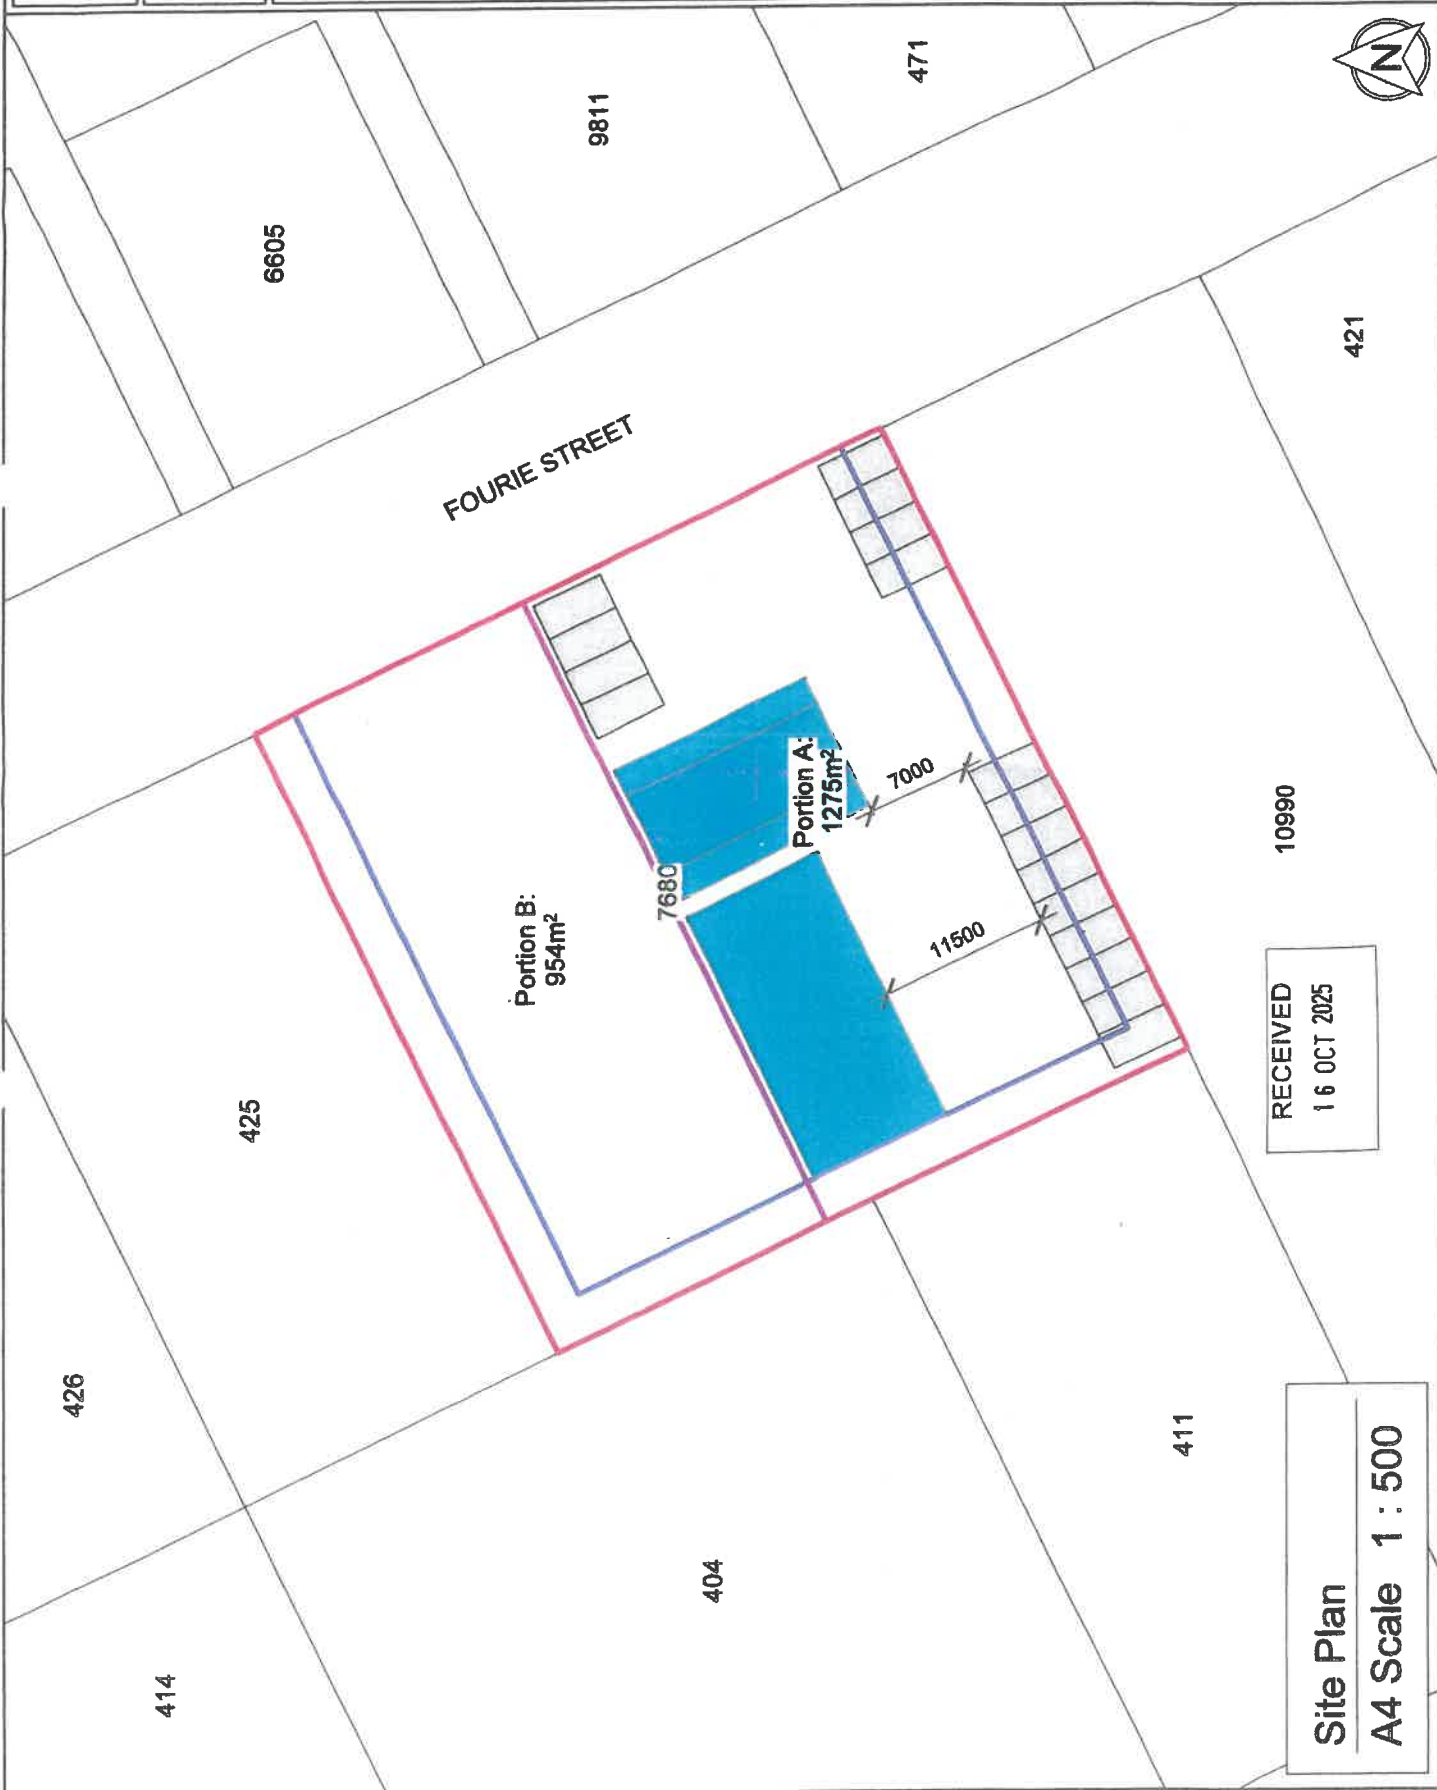 414
426
425
6605
9811
471
N
404
Portion B:
954m²
7680
FOURIE STREET
Portion A:
1275m²
7000
11500
411
10990
421
RECEIVED
16 OCT 2025
Site Plan
A4 Scale 1 : 500